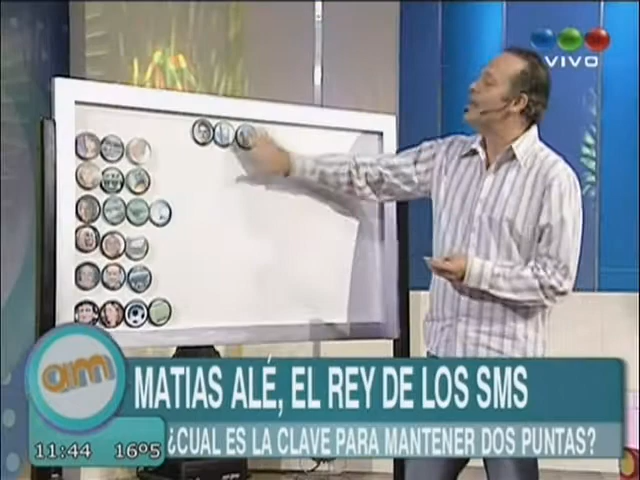 VIVO
am
MATIAS ALÉ, EL REY DE LOS SMS
¿CUAL ES LA CLAVE PARA MANTENER DOS PUNTAS?
11:44 16º5